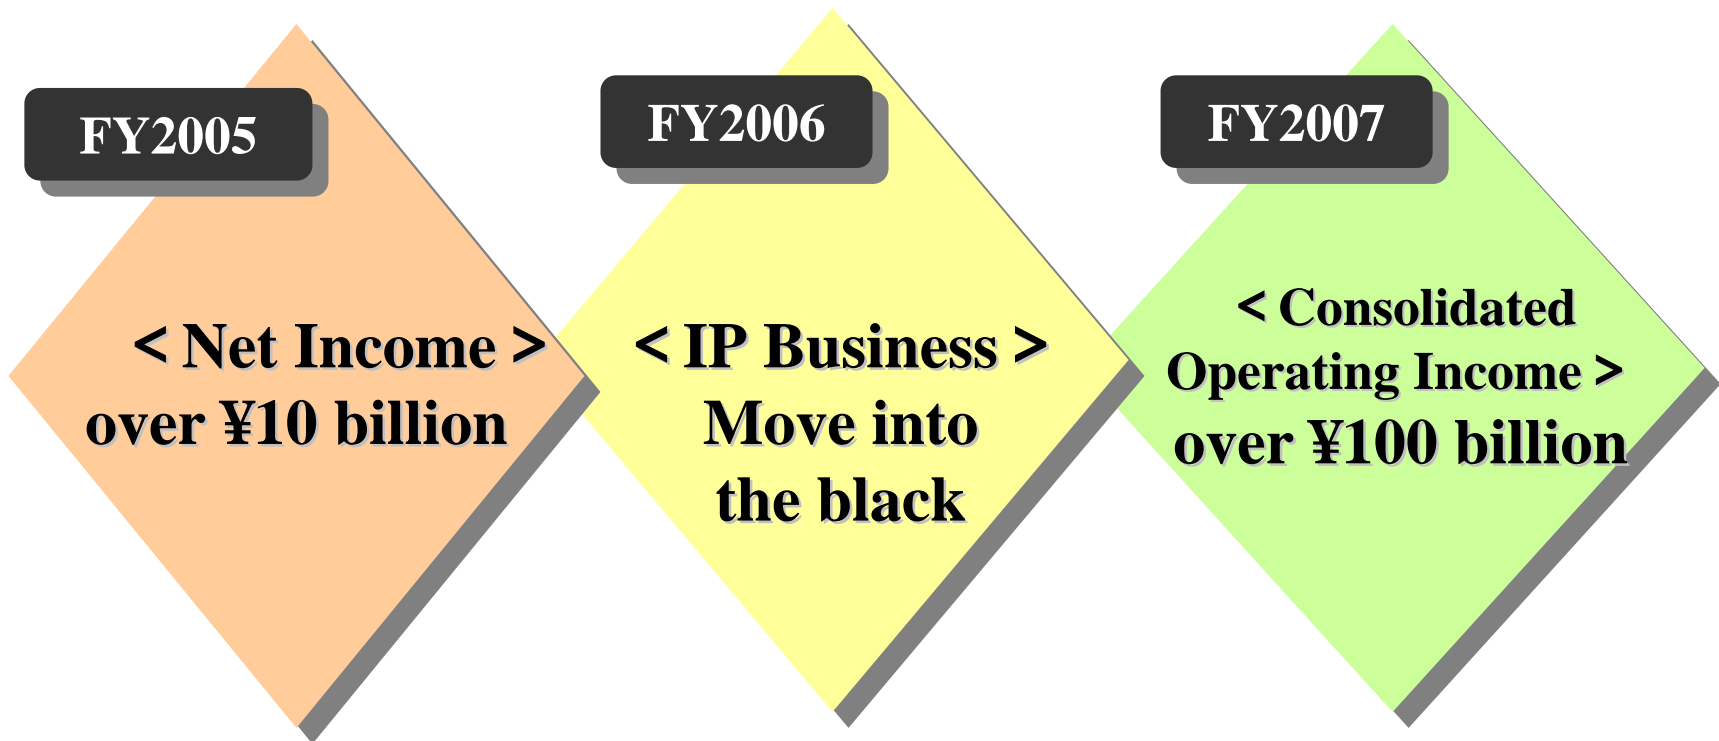 FY2005
< Net Income >
over ¥10 billion
FY2006
< IP Business >
Move into
the black
FY2007
< Consolidated
Operating Income >
over ¥100 billion